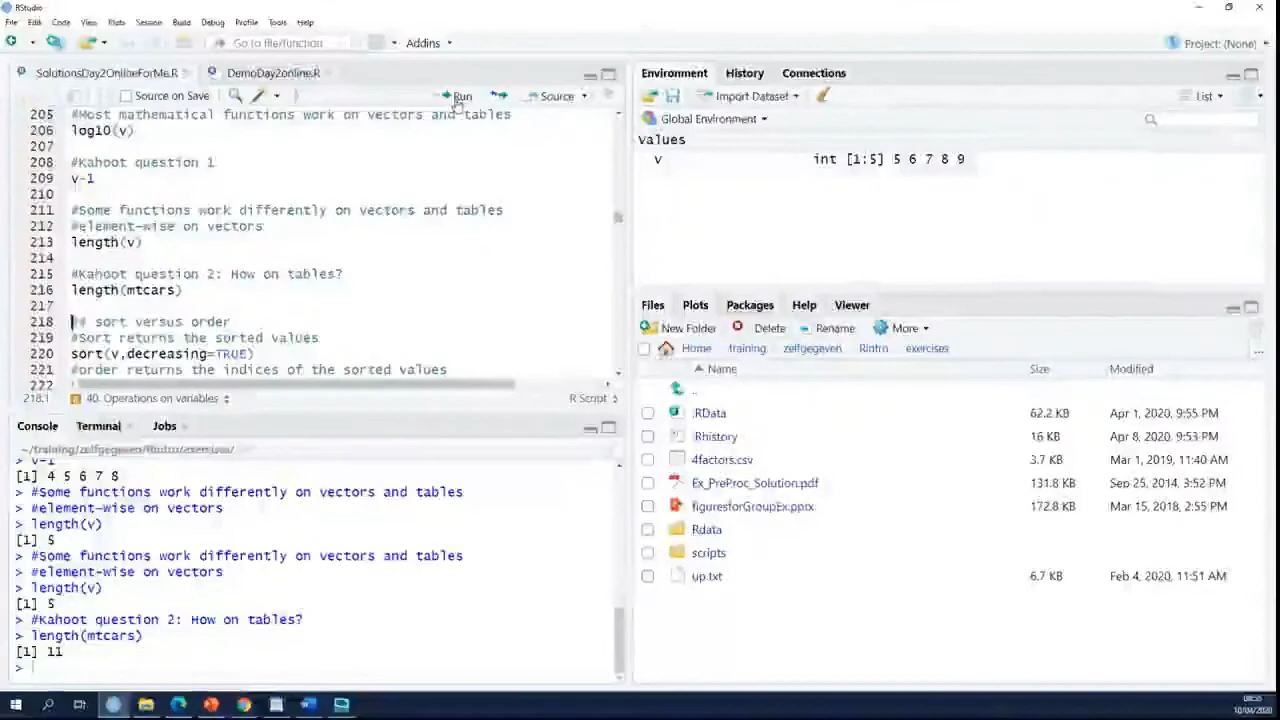 RStudio
File Edit Code View Plots Session Build Debug Profile Tools Help
Go to file/function
Addins
Project: (None)
SolutionsDay2OnlineForMe.R
DemoDay2online.R
Source on Save
Run
Source
205 #Most mathematical functions work on vectors and tables
206 log10(v)
207
208 #Kahoot question 1
209 v-1
210
211 #Some functions work differently on vectors and tables
212 #element-wise on vectors
213 length(v)
214
215 #Kahoot question 2: How on tables?
216 length(mtcars)
217
218 ## sort versus order
219 #Sort returns the sorted values
220 sort(v,decreasing=TRUE)
221 #order returns the indices of the sorted values
222
218:1 40. Operations on variables R Script
Console Terminal Jobs
~/training/zelfgegeven/RIntro/exercises/
> v-1
[1] 4 5 6 7 8
> #Some functions work differently on vectors and tables
> #element-wise on vectors
> length(v)
[1] 5
> #Some functions work differently on vectors and tables
> #element-wise on vectors
> length(v)
[1] 5
> #Kahoot question 2: How on tables?
> length(mtcars)
[1] 11
>
Environment History Connections
Import Dataset
List
Global Environment
values
v int [1:5] 5 6 7 8 9
Files Plots Packages Help Viewer
New Folder Delete Rename More
Home training zelfgegeven RIntro exercises
...
Name Size Modified
..
.RData 62.2 KB Apr 1, 2020, 9:55 PM
.Rhistory 16 KB Apr 8, 2020, 9:53 PM
4factors.csv 3.7 KB Mar 1, 2019, 11:40 AM
Ex_PreProc_Solution.pdf 131.8 KB Sep 25, 2014, 3:52 PM
figuresforGroupEx.pptx 172.8 KB Mar 15, 2018, 2:55 PM
Rdata
scripts
up.txt 6.7 KB Feb 4, 2020, 11:51 AM
10/04/2020